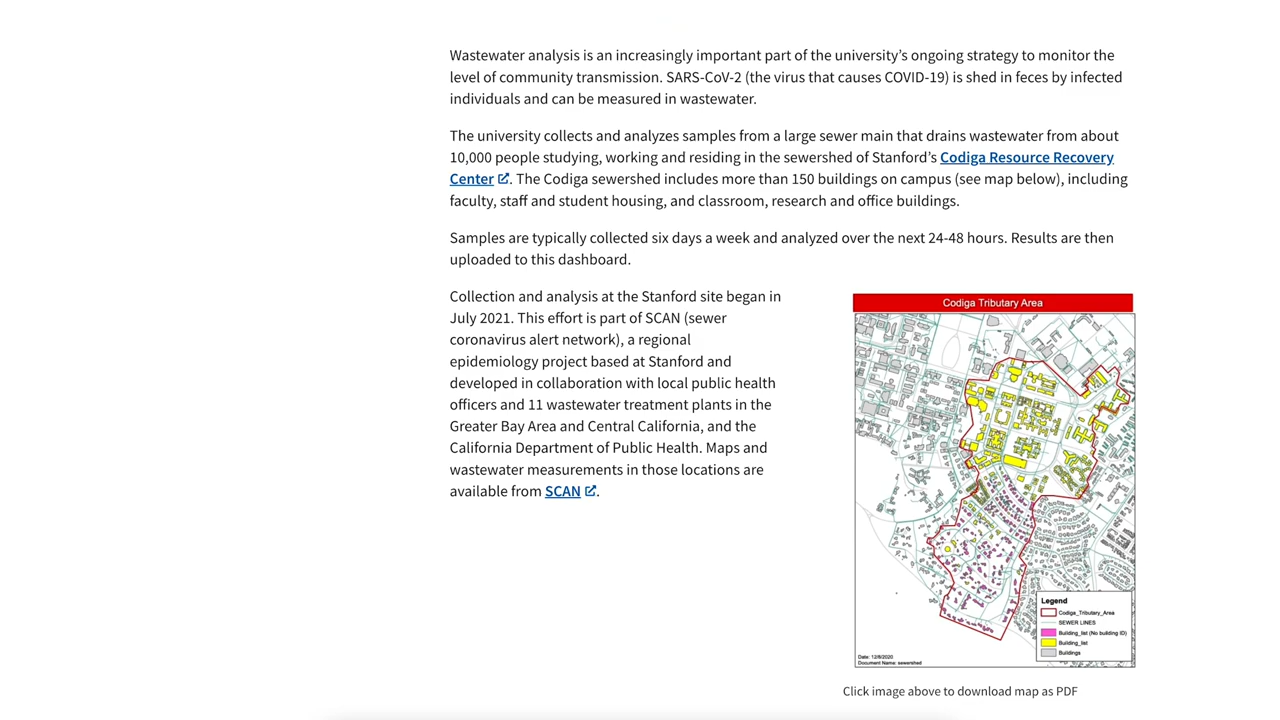 Wastewater analysis is an increasingly important part of the university’s ongoing strategy to monitor the
level of community transmission. SARS-CoV-2 (the virus that causes COVID-19) is shed in feces by infected
individuals and can be measured in wastewater.
The university collects and analyzes samples from a large sewer main that drains wastewater from about
10,000 people studying, working and residing in the sewershed of Stanford’s Codiga Resource Recovery
Center. The Codiga sewershed includes more than 150 buildings on campus (see map below), including
faculty, staff and student housing, and classroom, research and office buildings.
Samples are typically collected six days a week and analyzed over the next 24-48 hours. Results are then
uploaded to this dashboard.
Collection and analysis at the Stanford site began in
July 2021. This effort is part of SCAN (sewer
coronavirus alert network), a regional
epidemiology project based at Stanford and
developed in collaboration with local public health
officers and 11 wastewater treatment plants in the
Greater Bay Area and Central California, and the
California Department of Public Health. Maps and
wastewater measurements in those locations are
available from SCAN.
Codiga Tributary Area
Legend
Codiga_Tributary_Area
SEWER LINES
Building_list (No building ID)
Building_list
Buildings
Date: 12/8/2020
Document Name: sewershed
Click image above to download map as PDF